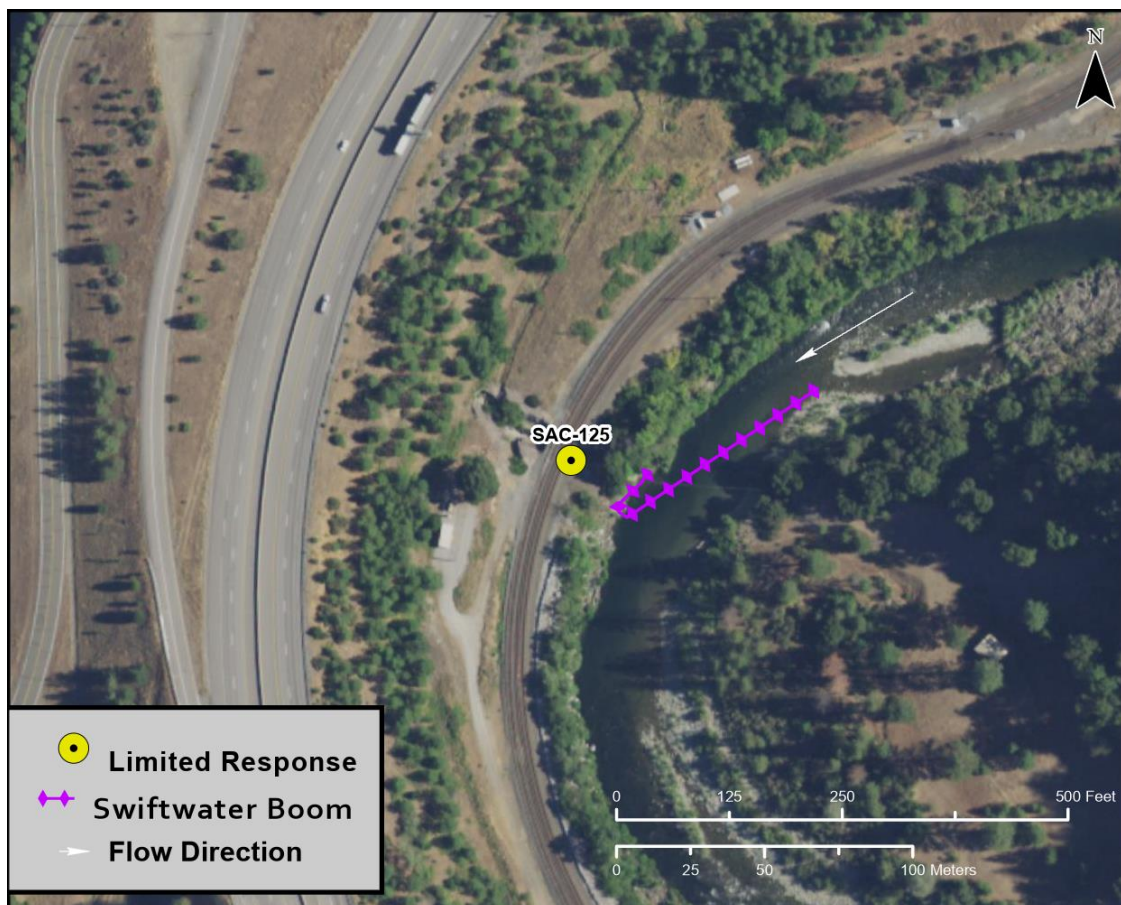 N
SAC-125
Limited Response
Swiftwater Boom
Flow Direction
0 125 250 500 Feet
0 25 50 100 Meters